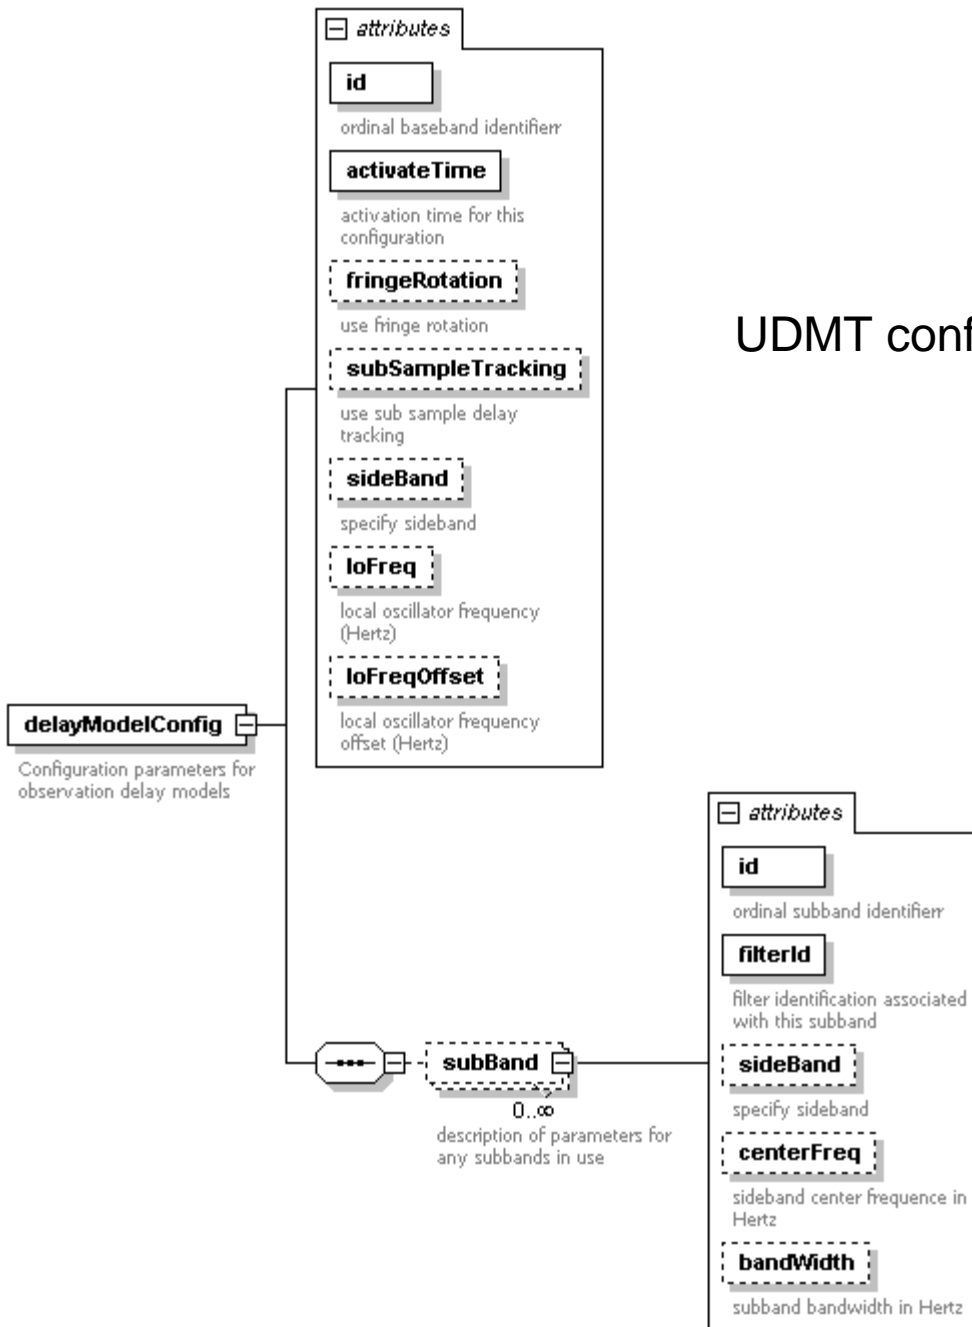 attributes
id
ordinal baseband identifierr
activateTime
activation time for this
configuration
fringeRotation
use fringe rotation
UDMT conf
subSampleTracking
use sub sample delay
tracking
sideBand
specify sideband
loFreq
local oscillator frequency
(Hertz)
loFreqOffset
local oscillator frequency
offset (Hertz)
delayModelConfig
Configuration parameters for
observation delay models
attributes
id
ordinal subband identifierr
filterId
filter identification associated
with this subband
subBand
0..∞
description of parameters for
any subbands in use
sideBand
specify sideband
centerFreq
sideband center frequence in
Hertz
bandWidth
subband bandwidth in Hertz